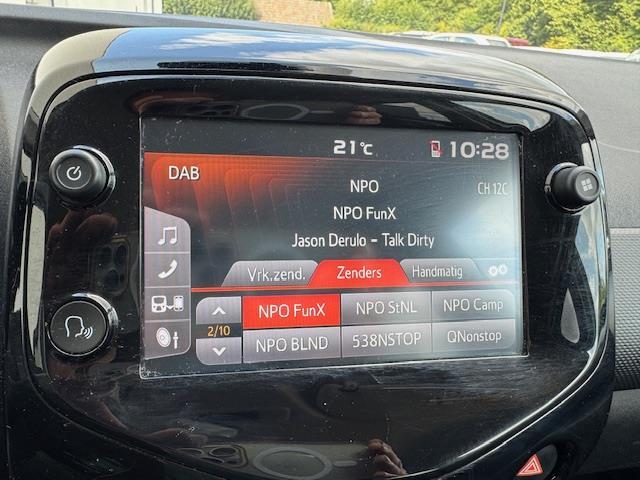 21°c 10:28
DAB
NPO CH 12C
NPO FunX
Jason Derulo - Talk Dirty
Vrk.zend. Zenders Handmatig
NPO FunX NPO StNL NPO Camp
2/10
NPO BLND 538NSTOP QNonstop